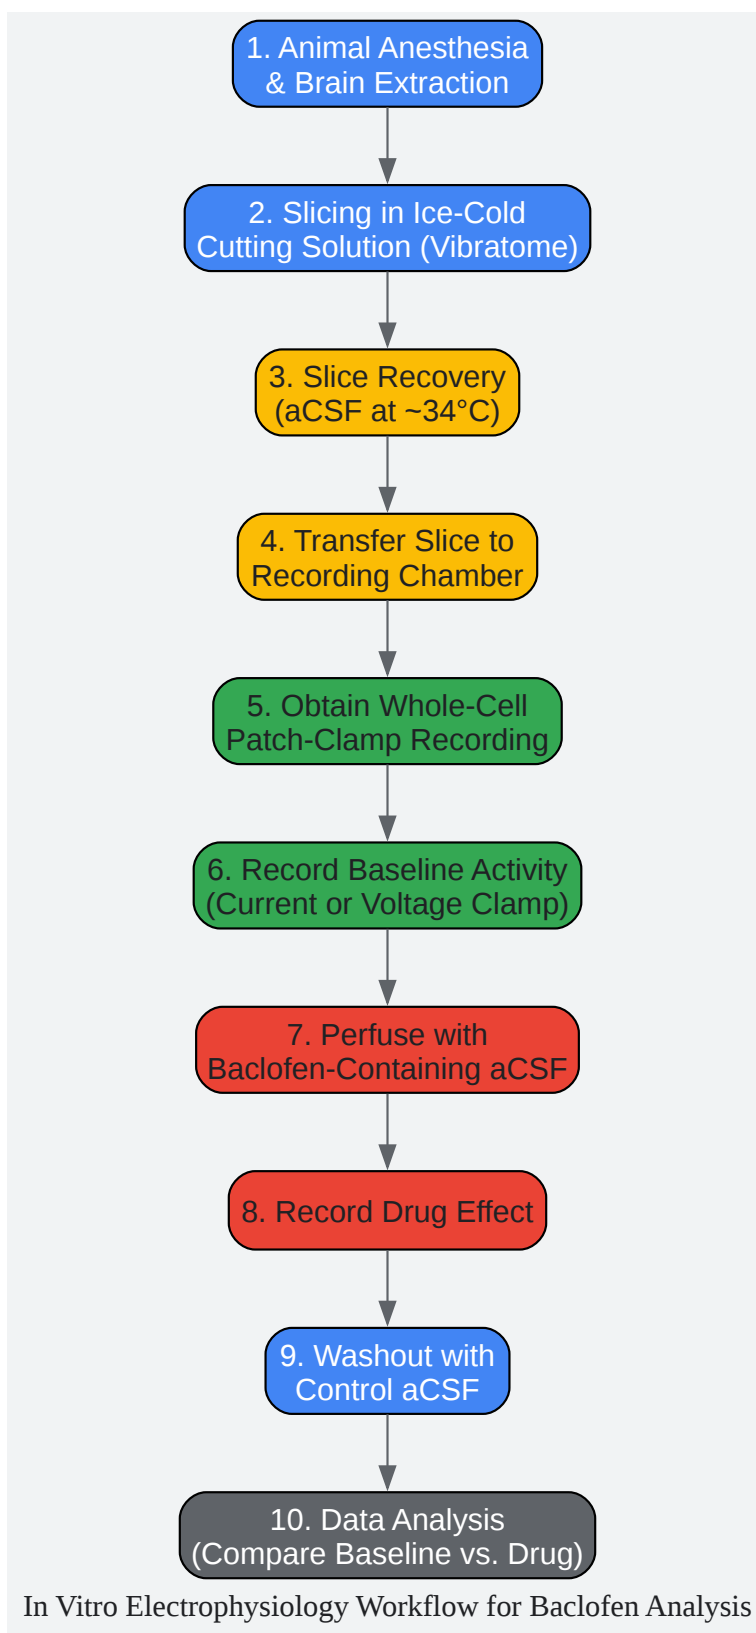 1. Animal Anesthesia
& Brain Extraction
2. Slicing in Ice-Cold
Cutting Solution (Vibratome)
3. Slice Recovery
(aCSF at ~34°C)
4. Transfer Slice to
Recording Chamber
5. Obtain Whole-Cell
Patch-Clamp Recording
6. Record Baseline Activity
(Current or Voltage Clamp)
7. Perfuse with
Baclofen-Containing aCSF
8. Record Drug Effect
9. Washout with
Control aCSF
10. Data Analysis
(Compare Baseline vs. Drug)
In Vitro Electrophysiology Workflow for Baclofen Analysis